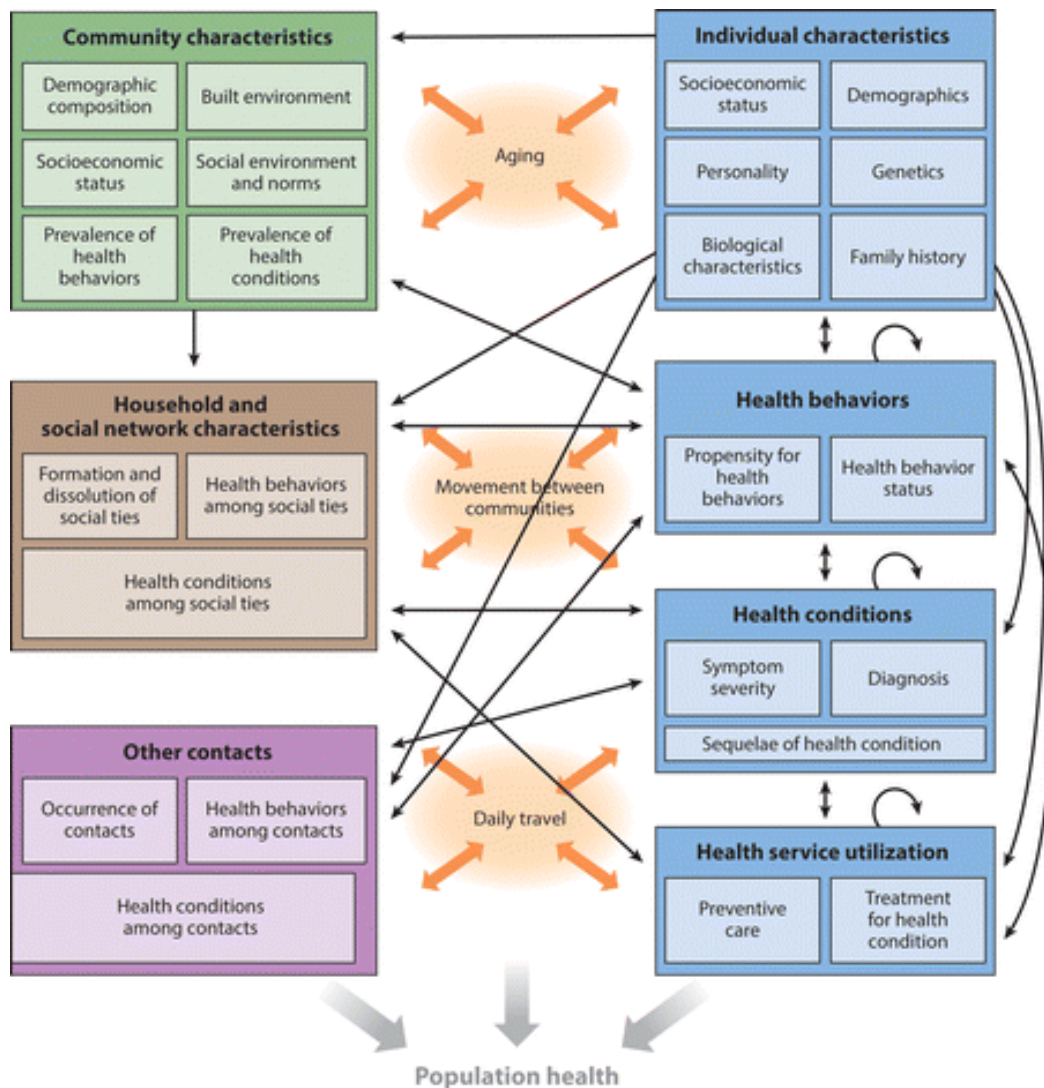 Community characteristics
Demographic
composition
Built environment
Socioeconomic
status
Social environment
and norms
Prevalence of
health
behaviors
Prevalence of
health
conditions
Individual characteristics
Socioeconomic
status
Demographics
Personality
Genetics
Biological
characteristics
Family history
Aging
Household and
social network characteristics
Formation and
dissolution of
social ties
Health behaviors
among social ties
Health conditions
among social ties
Movement between
communities
Health behaviors
Propensity for
health
behaviors
Health behavior
status
Health conditions
Symptom
severity
Diagnosis
Sequelae of health condition
Other contacts
Occurrence of
contacts
Health behaviors
among contacts
Health conditions
among contacts
Daily travel
Health service utilization
Preventive
care
Treatment
for health
condition
Population health